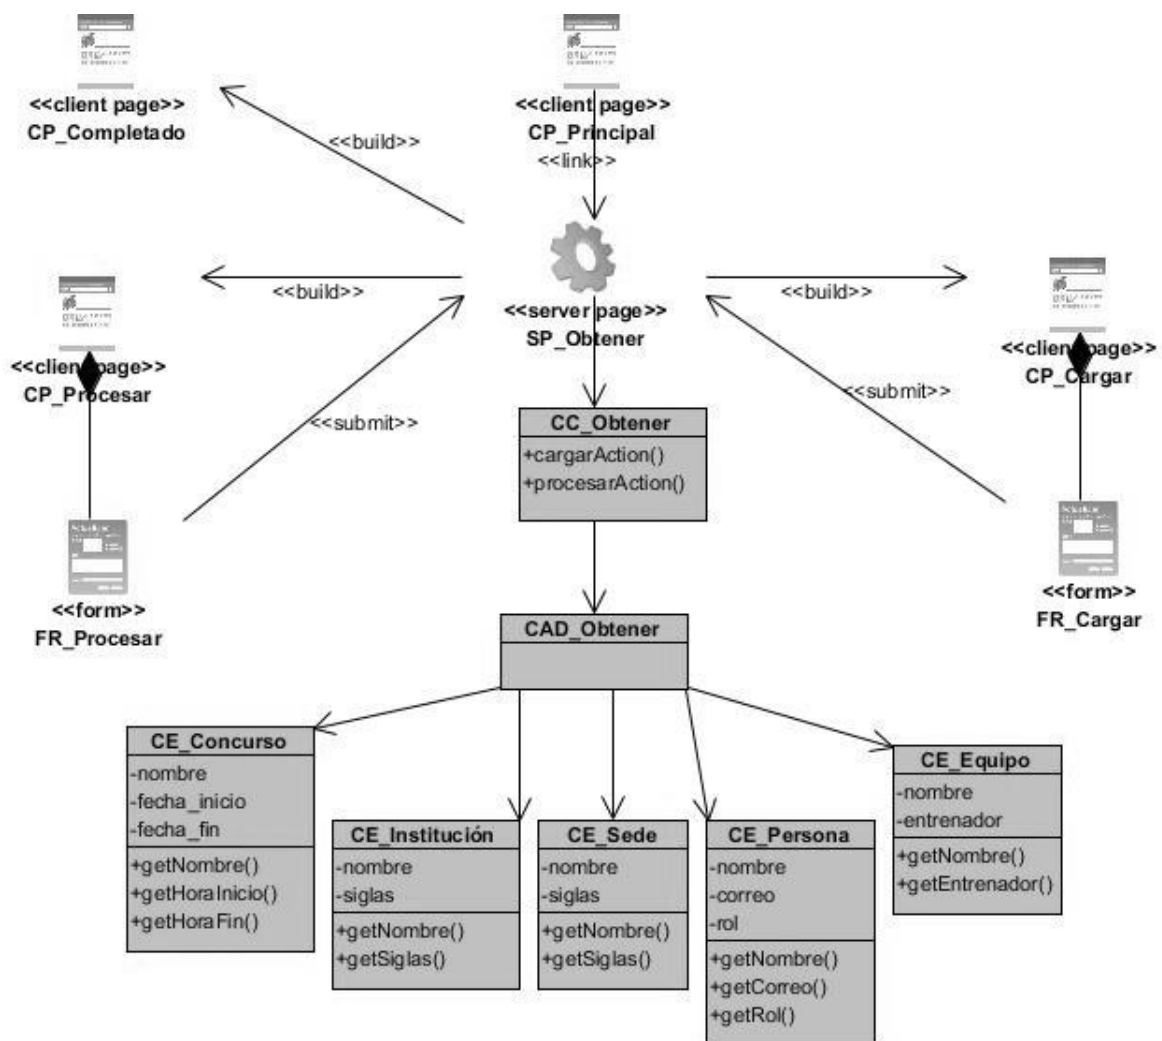 <<client page>>
CP_Completado
<<client page>>
CP_Principal
<<build>>
<<link>>
<<client page>>
CP_Procesar
<<build>>
<<server page>>
SP_Obtener
<<build>>
<<client page>>
CP_Cargar
<<submit>>
<<submit>>
CC_Obtener
+cargarAction()
+procesarAction()
<<form>>
FR_Procesar
<<form>>
FR_Cargar
CAD_Obtener
CE_Concurso
-nombre
-fecha_inicio
-fecha_fin
+getNombre()
+getHoraInicio()
+getHoraFin()
CE_Institución
-nombre
-siglas
+getNombre()
+getSiglas()
CE_Sede
-nombre
-siglas
+getNombre()
+getSiglas()
CE_Persona
-nombre
-correo
-rol
+getNombre()
+getCorreo()
+getRol()
CE_Equipo
-nombre
-entrenador
+getNombre()
+getEntrenador()